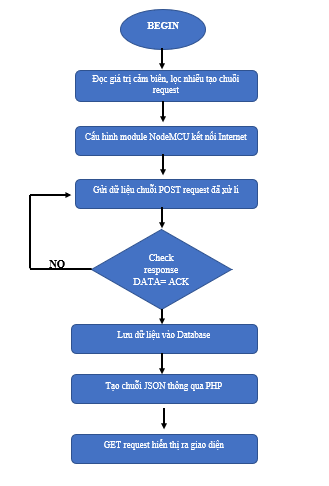 BEGIN
Đọc giá trị cảm biên, lọc nhiễu tạo chuỗi
request
Cấu hình module NodeMCU kết nối Internet
Gửi dữ liệu chuỗi POST request đã xử lí
Check
response
DATA= ACK
NO
Lưu dữ liệu vào Database
Tạo chuỗi JSON thông qua PHP
GET request hiển thị ra giao diện